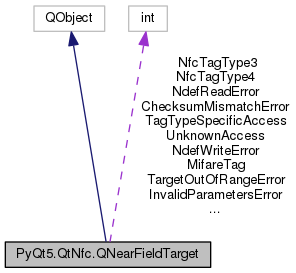 QObject
int
NfcTagType3
NfcTagType4
NdefReadError
ChecksumMismatchError
TagTypeSpecificAccess
UnknownAccess
NdefWriteError
MifareTag
TargetOutOfRangeError
InvalidParametersError
...
PyQt5.QtNfc.QNearFieldTarget